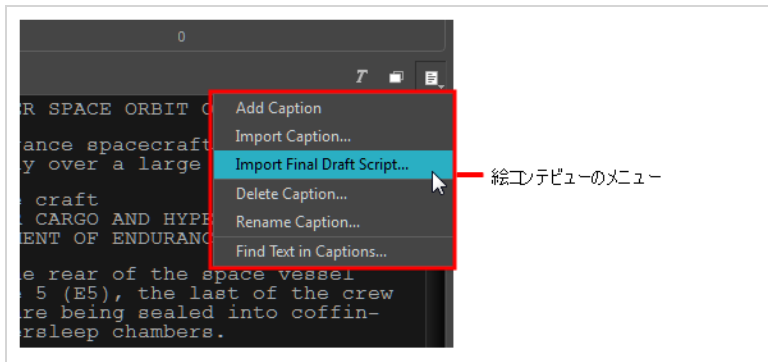 0
T
R SPACE ORBIT
Add Caption
ance spacecraft
Import Caption...
y over a large
Import Final Draft Script...
絵コンテビューのメニュー
craft
Delete Caption...
CARGO AND HYPE
Rename Caption...
MENT OF ENDURANC
Find Text in Captions...
e rear of the space vessel
5 (E5), the last of the crew
re being sealed into coffin-
rsleep chambers.